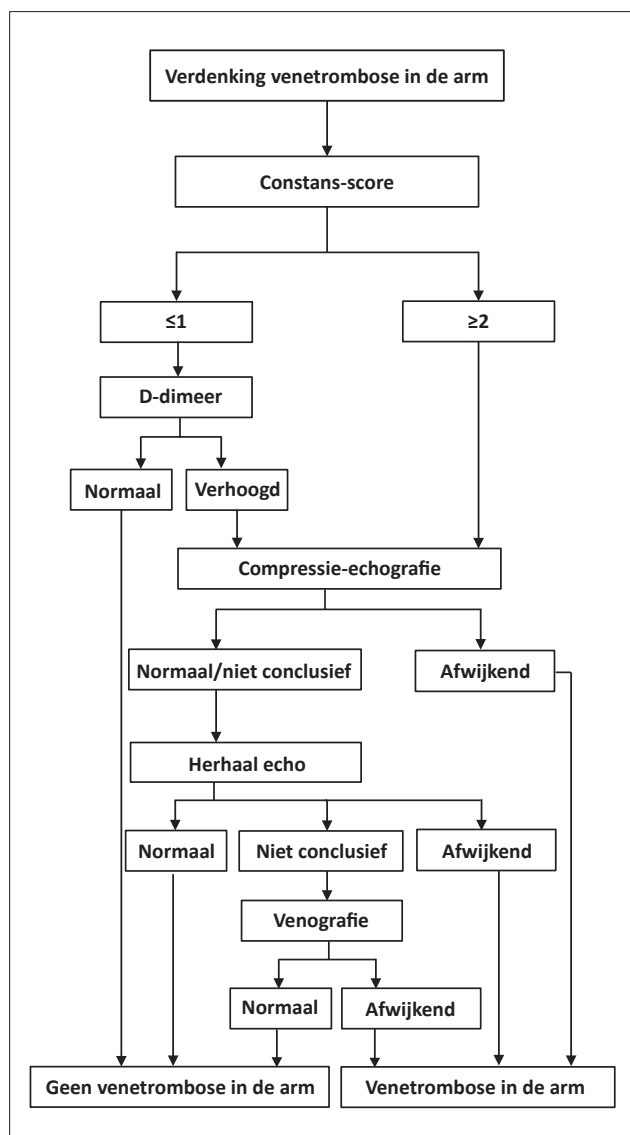 Verdenking venetrombose in de arm
Constans-score
≤1
≥2
D-dimeer
Normaal
Verhoogd
Compressie-echografie
Normaal/niet conclusief
Afwijkend
Herhaal echo
Normaal
Niet conclusief
Afwijkend
Venografie
Normaal
Afwijkend
Geen venetrombose in de arm
Venetrombose in de arm